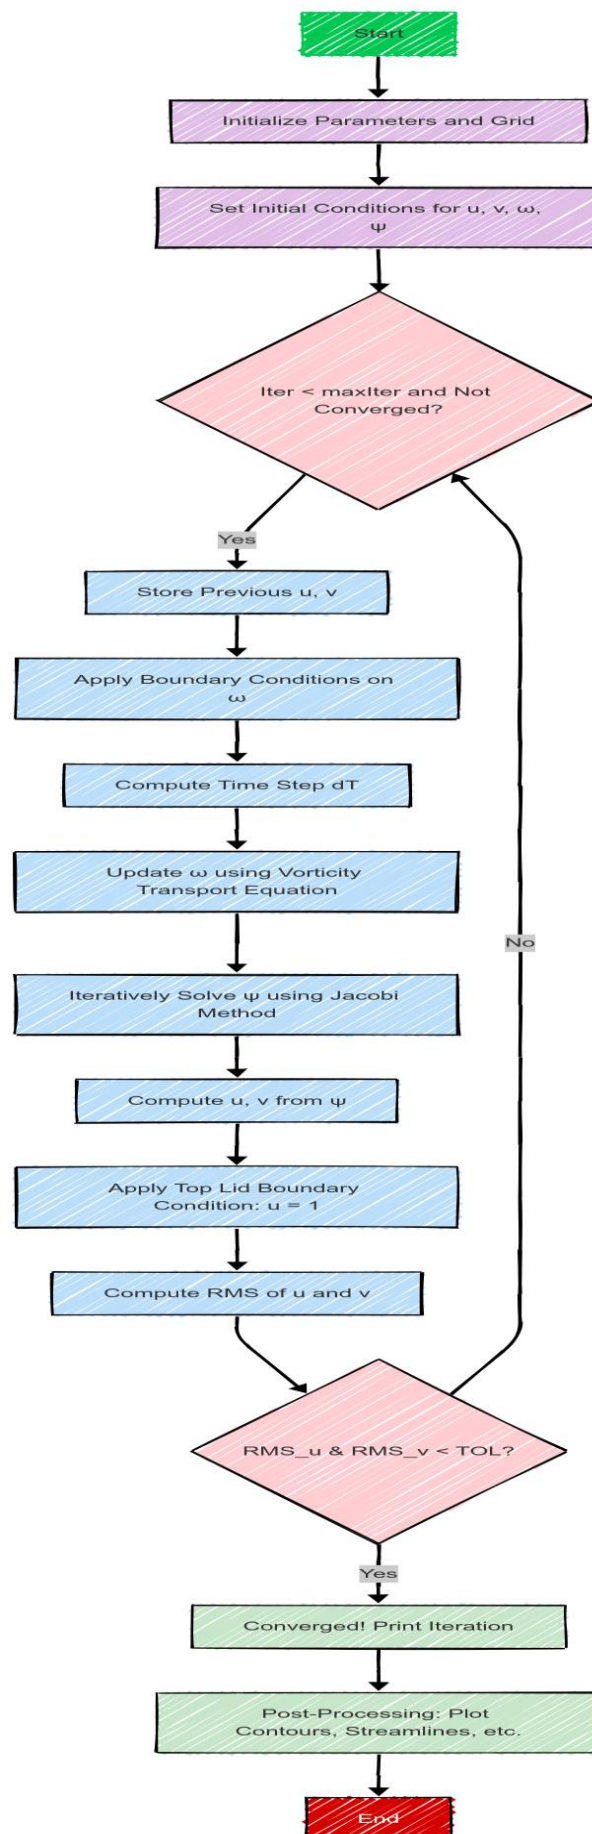 Start
Initialize Parameters and Grid
Set Initial Conditions for u, v, ω,
ψ
Iter < maxIter and Not
Converged?
Yes
Store Previous u, v
Apply Boundary Conditions on
ω
Compute Time Step dT
Update ω using Vorticity
Transport Equation
No
Iteratively Solve ψ using Jacobi
Method
Compute u, v from ψ
Apply Top Lid Boundary
Condition: u = 1
Compute RMS of u and v
RMS_u & RMS_v < TOL?
Yes
Converged! Print Iteration
Post-Processing: Plot
Contours, Streamlines, etc.
End